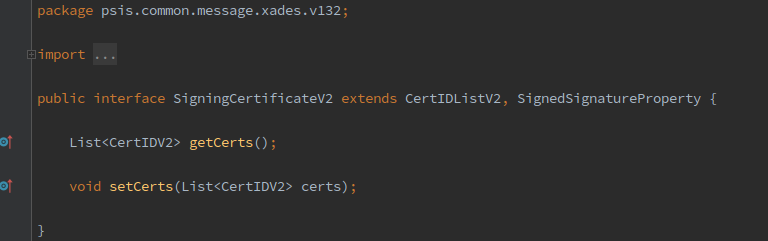 package psis.common.message.xades.v132;
import ...
public interface SigningCertificateV2 extends CertIDListV2, SignedSignatureProperty {
List<CertIDV2> getCerts();
void setCerts(List<CertIDV2> certs);
}